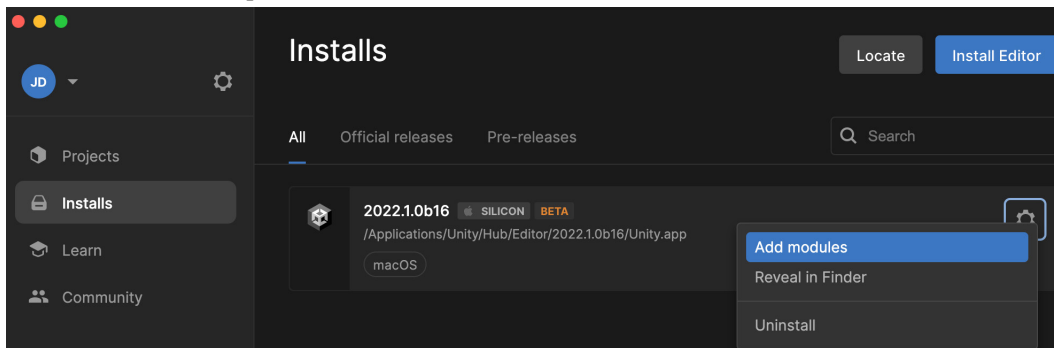 JD
Projects
Installs
Learn
Community
Installs
Locate
Install Editor
All
Official releases
Pre-releases
Search
2022.1.0b16 SILICON BETA
/Applications/Unity/Hub/Editor/2022.1.0b16/Unity.app
macOS
Add modules
Reveal in Finder
Uninstall